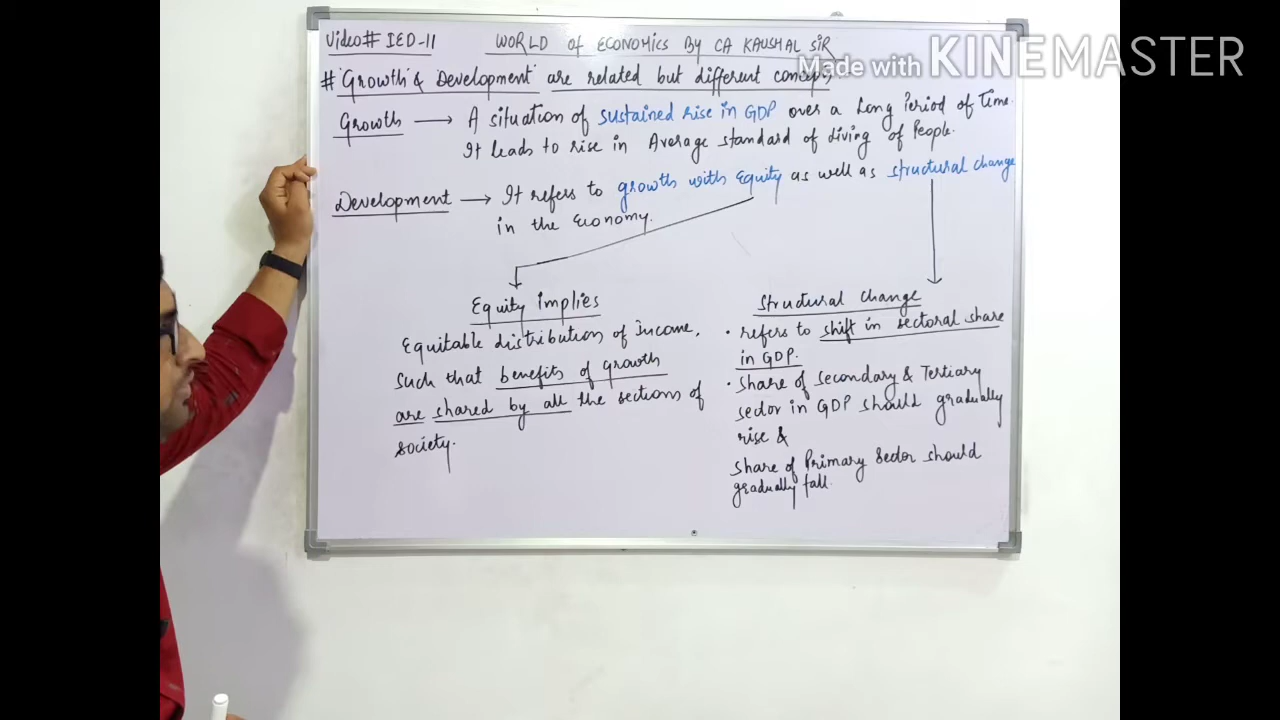 Video# IED-11 WORLD of ECONOMICS By CA KAUSHAL SIR
Made with KINEMASTER
# 'Growth' & 'Development' are related but different concepts.
Growth → A situation of sustained rise in GDP over a Long Period of Time.
It leads to rise in Average standard of living of People.
Development → It refers to growth with Equity as well as structural change
in the Economy.
Equity implies
Equitable distribution of Income,
such that benefits of growth
are shared by all the sections of
society.
Structural change
• refers to shift in sectoral share
in GDP.
• share of secondary & Tertiary
sector in GDP should gradually
rise &
share of Primary sector should
gradually fall.